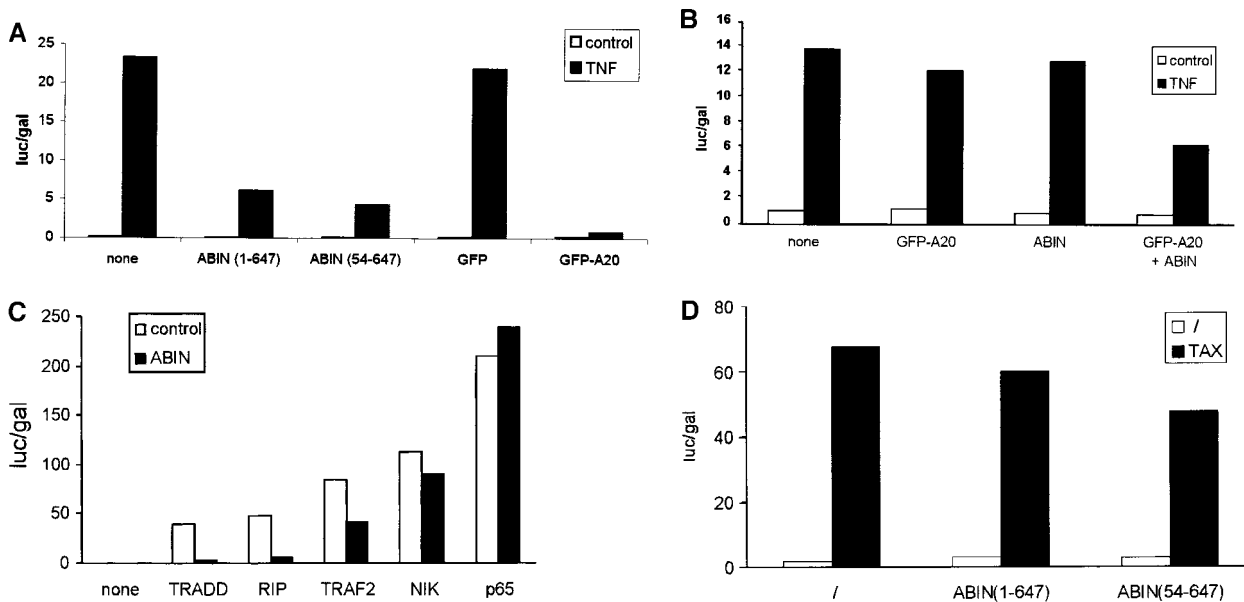 A
25
20
15
10
5
0
luc/gal
control
TNF
none
ABIN (1-647)
ABIN (54-647)
GFP
GFP-A20
B
16
14
12
10
8
6
4
2
0
luc/gal
control
TNF
none
GFP-A20
ABIN
GFP-A20
+ ABIN
C
250
200
150
100
50
0
luc/gal
control
ABIN
none
TRADD
RIP
TRAF2
NIK
p65
D
80
60
40
20
0
luc/gal
/
TAX
/
ABIN(1-647)
ABIN(54-647)